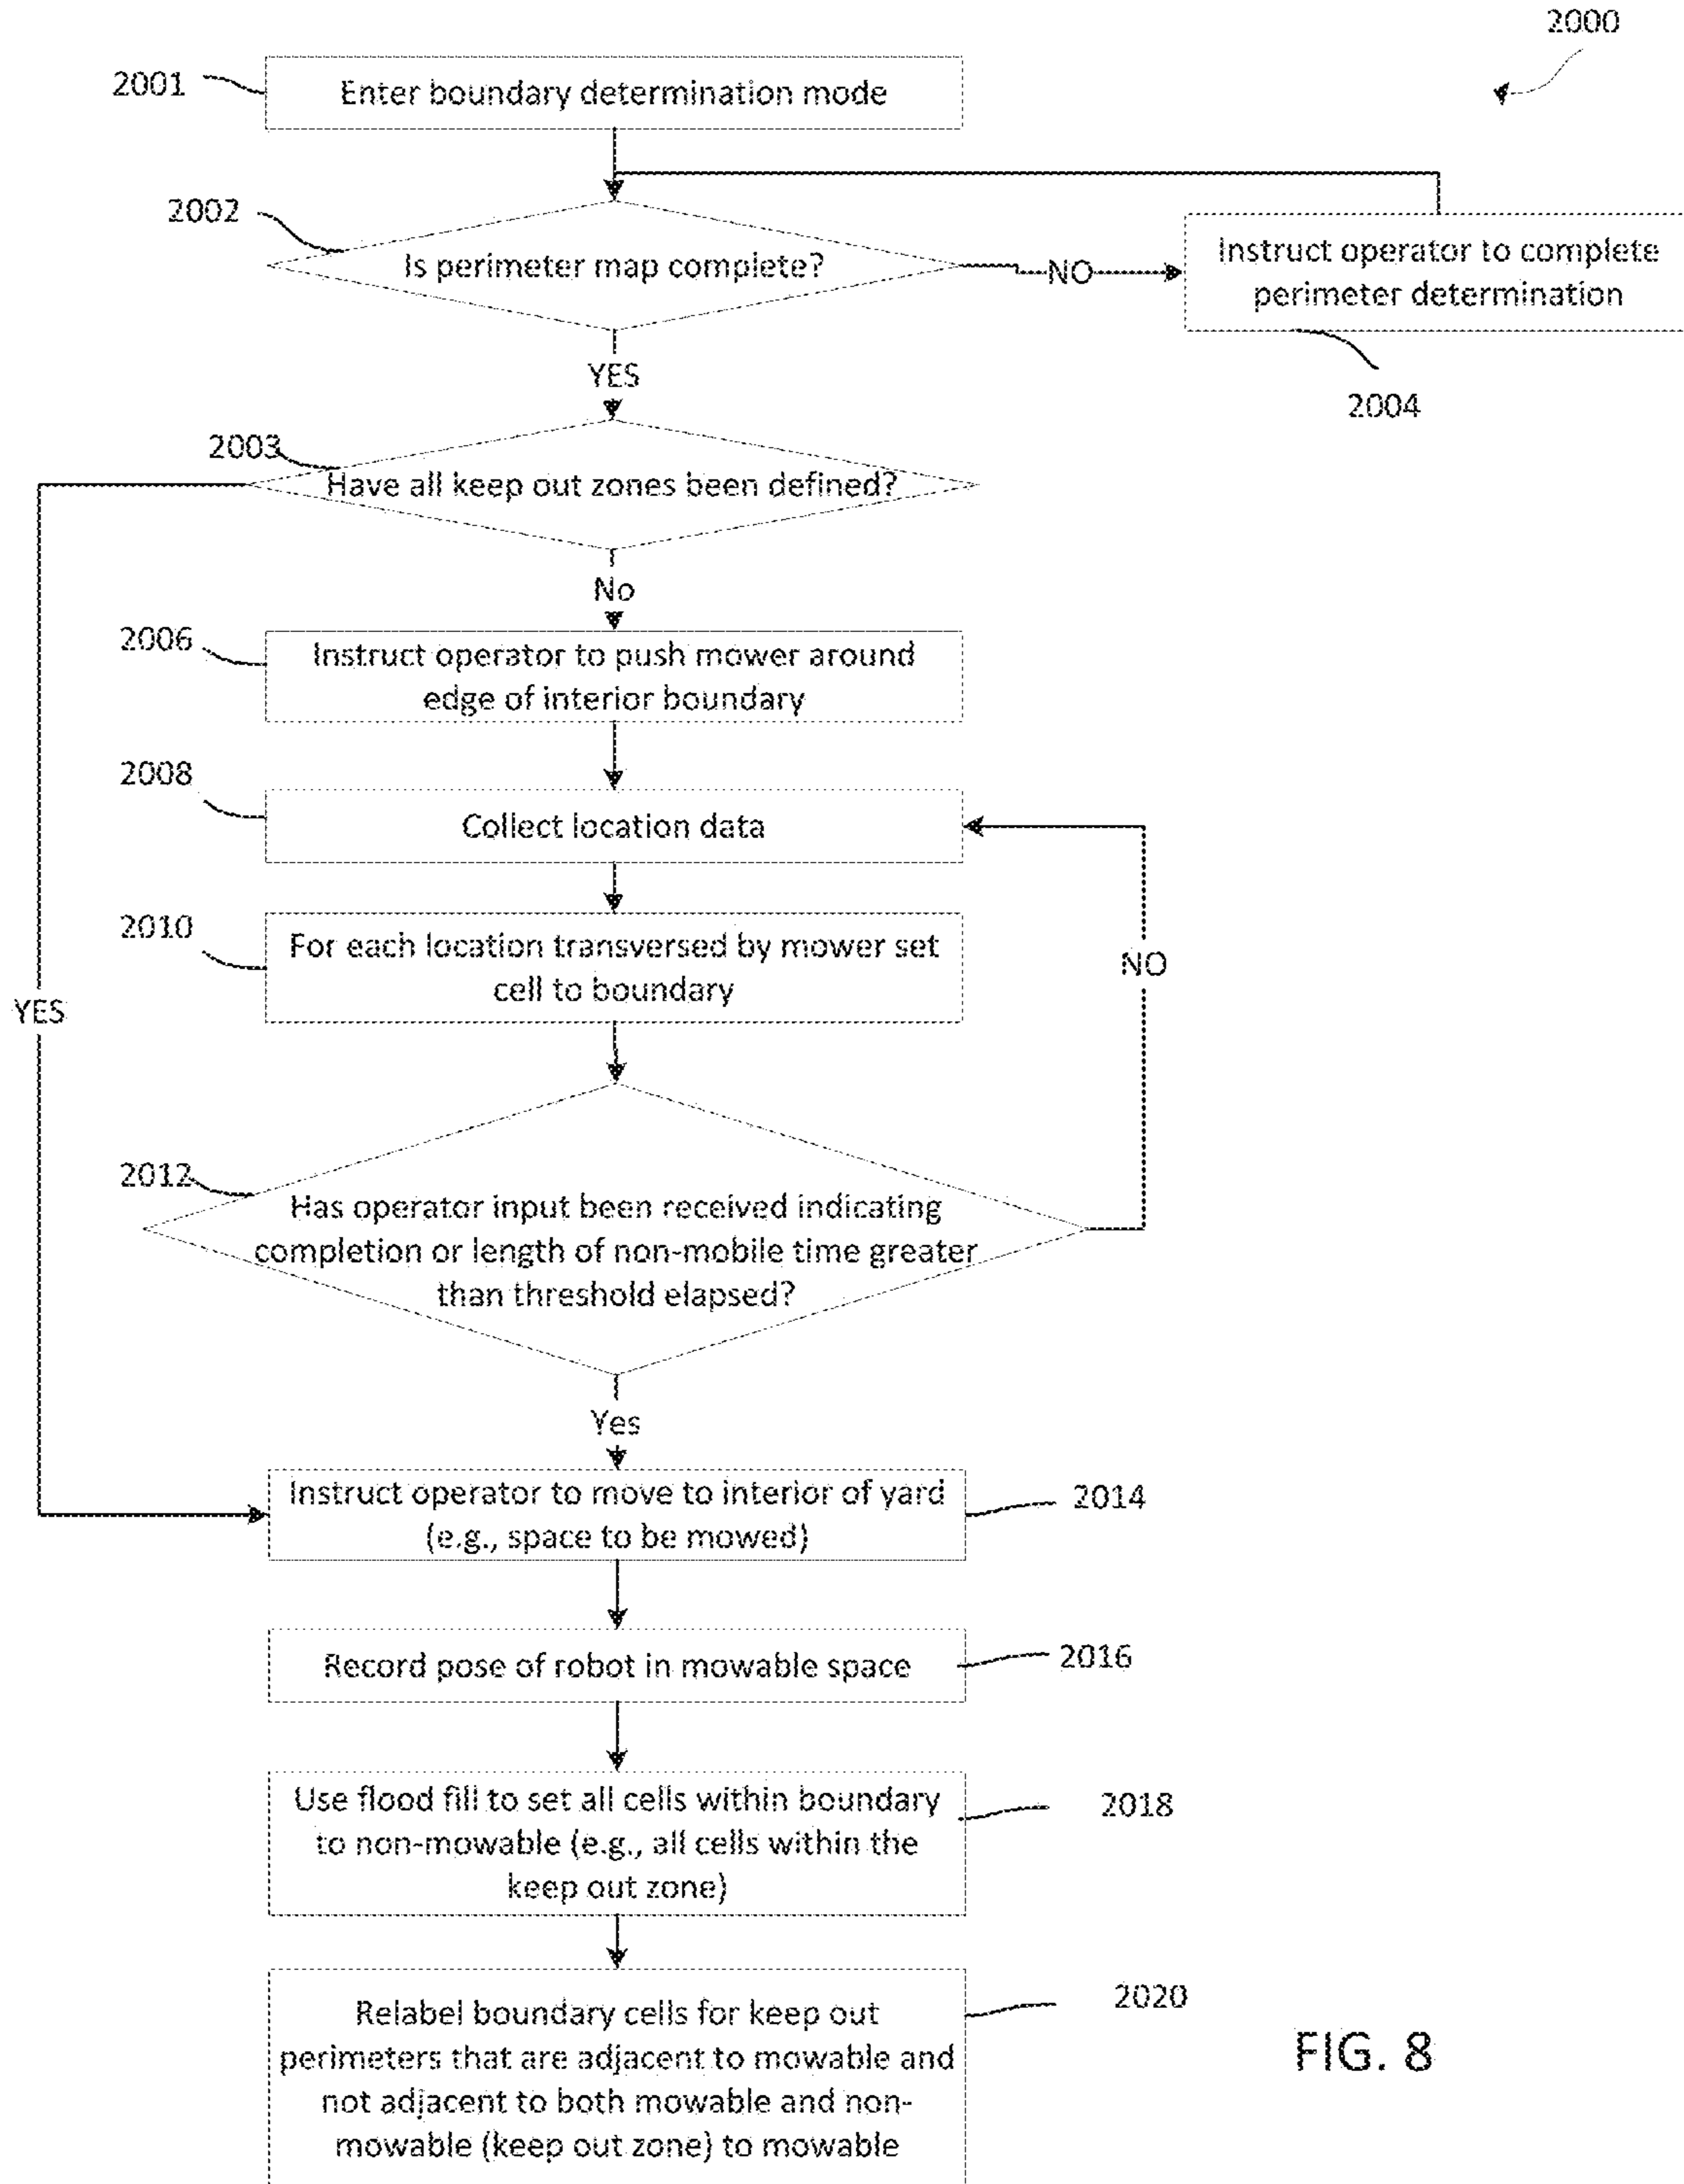 2000
2001
Enter boundary determination mode
2002
Is perimeter map complete?
NO
Instruct operator to complete
perimeter determination
2004
YES
2003
Have all keep out zones been defined?
No
2006
Instruct operator to push mower around
edge of interior boundary
2008
Collect location data
2010
For each location transversed by mower set
cell to boundary
NO
YES
2012
Has operator input been received indicating
completion or length of non-mobile time greater
than threshold elapsed?
Yes
Instruct operator to move to interior of yard
(e.g., space to be mowed)
2014
Record pose of robot in mowable space
2016
Use flood fill to set all cells within boundary
to non-mowable (e.g., all cells within the
keep out zone)
2018
Relabel boundary cells for keep out
perimeters that are adjacent to mowable and
not adjacent to both mowable and non-
mowable (keep out zone) to mowable
2020
FIG. 8